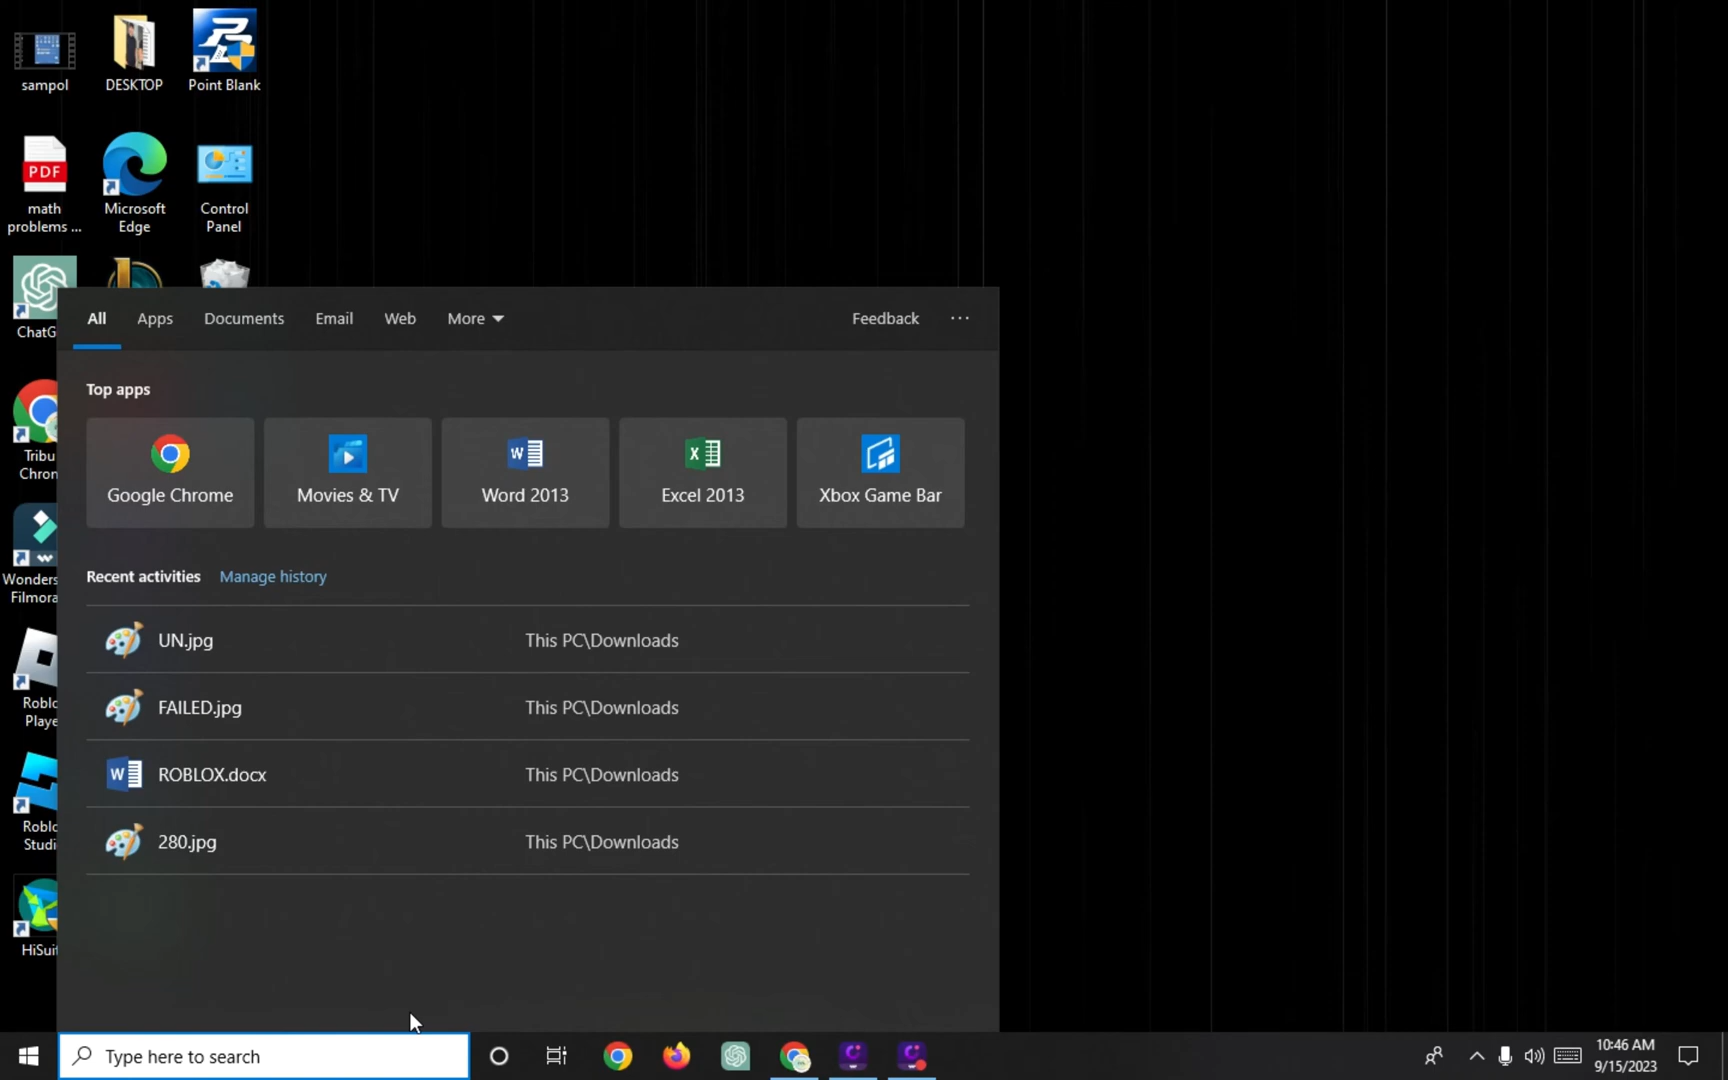 sampol
DESKTOP
Point Blank
PDF
math
problems ...
Microsoft
Edge
Control
Panel
ChatG
Tribu
Chron
Wonders
Filmora
Roblo
Playe
Roblo
Studi
HiSuit
All
Apps
Documents
Email
Web
More
Feedback
...
Top apps
Google Chrome
Movies & TV
Word 2013
Excel 2013
Xbox Game Bar
Recent activities
Manage history
UN.jpg This PC\Downloads
FAILED.jpg This PC\Downloads
ROBLOX.docx This PC\Downloads
280.jpg This PC\Downloads
Type here to search
10:46 AM
9/15/2023